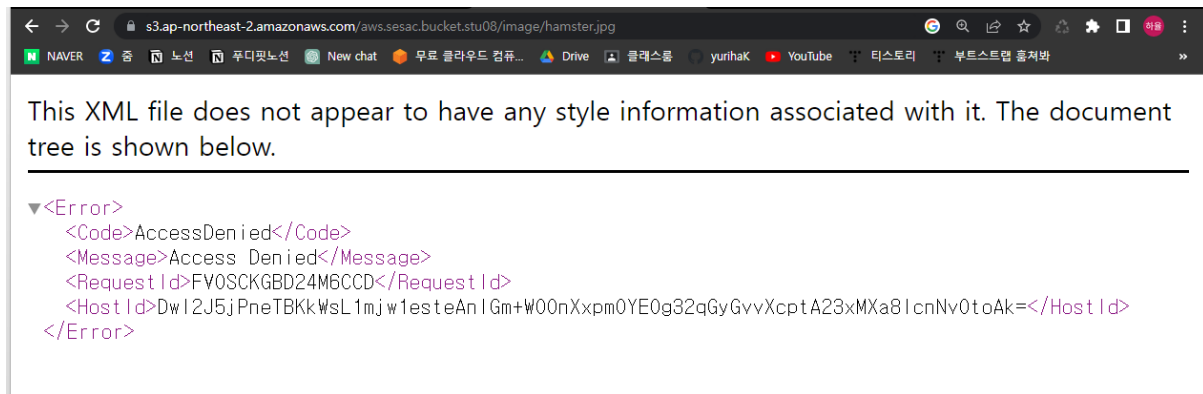 s3.ap-northeast-2.amazonaws.com/aws.sesac.bucket.stu08/image/hamster.jpg
하율
NAVER 줌 노션 푸디핏노션 New chat 무료 클라우드 컴퓨... Drive 클래스룸 yurihaK YouTube 티스토리 부트스트랩 훔쳐봐 »
This XML file does not appear to have any style information associated with it. The document
tree is shown below.
▼<Error>
<Code>AccessDenied</Code>
<Message>Access Denied</Message>
<RequestId>FV0SCKGBD24M6CCD</RequestId>
<HostId>Dwl2J5jPneTBKkWsL1mjw1esteAnlGm+W00nXxpm0YE0g32qGyGvvXcptA23xMXa8lcnNv0toAk=</HostId>
</Error>